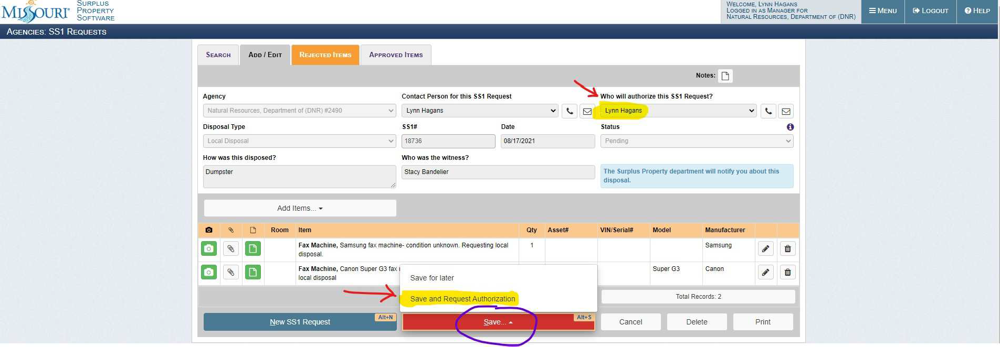 MISSOURI
SURPLUS
PROPERTY
SOFTWARE
WELCOME, LYNN HAGANS
LOGGED IN AS MANAGER FOR
NATURAL RESOURCES, DEPARTMENT OF (DNR)
MENU
LOGOUT
HELP
AGENCIES: SS1 REQUESTS
SEARCH
ADD / EDIT
REJECTED ITEMS
APPROVED ITEMS
Notes:
Agency
Contact Person for this SS1 Request
Who will authorize this SS1 Request?
Natural Resources, Department of (DNR) #2490
Lynn Hagans
Lynn Hagans
Disposal Type
SS1#
Date
Status
Local Disposal
18736
08/17/2021
Pending
How was this disposed?
Who was the witness?
Dumpster
Stacy Bandelier
The Surplus Property department will notify you about this
disposal.
Add Items...
Room Item Qty Asset# VIN/Serial# Model Manufacturer
Fax Machine, Samsung fax machine- condition unknown. Requesting local 1 Samsung
disposal.
Fax Machine, Canon Super G3 fax Super G3 Canon
local disposal
Save for later
Save and Request Authorization
Total Records: 2
New SS1 Request
Alt+N
Save...
Alt+S
Cancel
Delete
Print